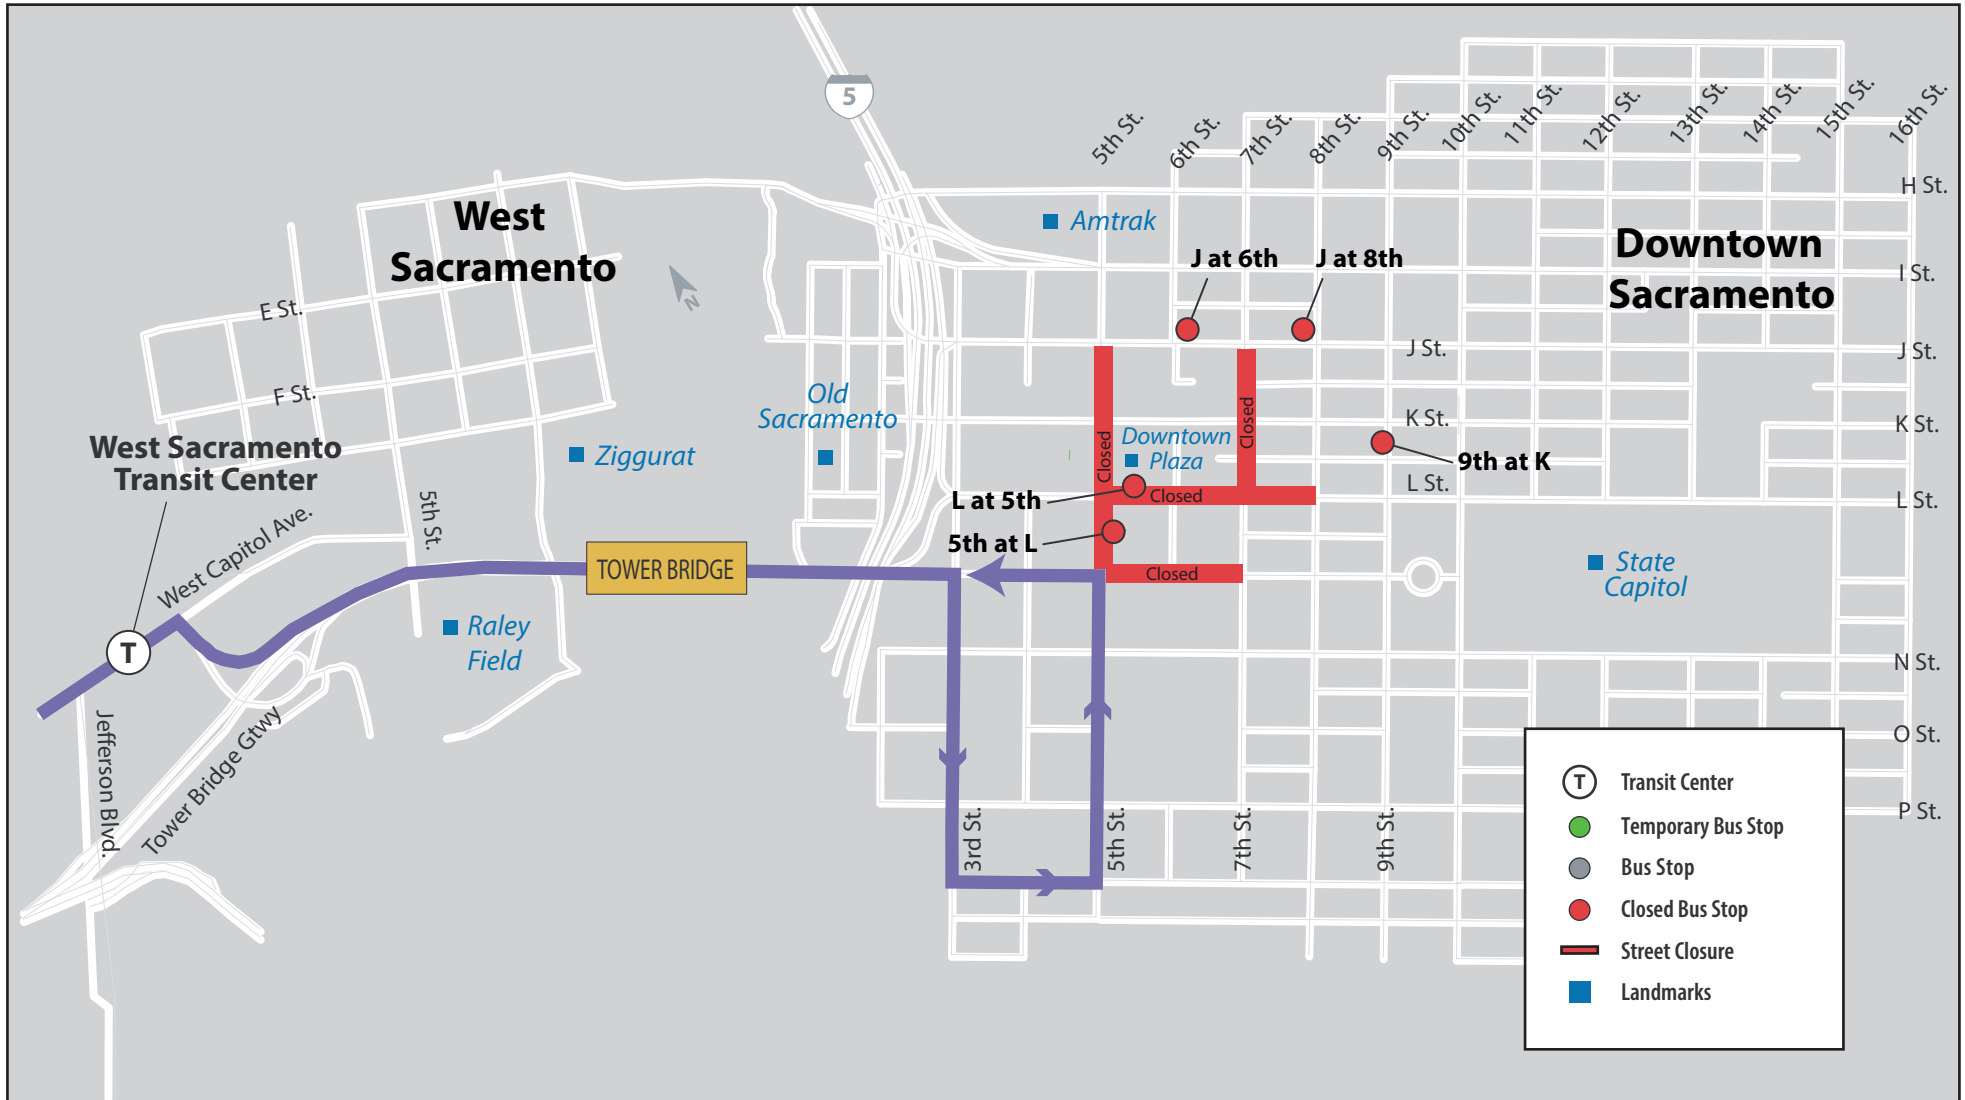 5
5th St.
6th St.
7th St.
8th St.
9th St.
10th St.
11th St.
12th St.
13th St.
14th St.
15th St.
16th St.
H St.
West
Sacramento
Amtrak
J at 6th
J at 8th
Downtown
Sacramento
I St.
N
E St.
J St.
J St.
F St.
Old
Sacramento
K St.
K St.
West Sacramento
Transit Center
Ziggurat
Closed
Closed
Downtown
Plaza
9th at K
L St.
L St.
L at 5th
Closed
5th St.
West Capitol Ave.
5th at L
TOWER BRIDGE
Closed
State
Capitol
T
Raley
Field
N St.
Jefferson Blvd.
Tower Bridge Gtwy
O St.
3rd St.
5th St.
7th St.
9th St.
P St.
T
Transit Center
Temporary Bus Stop
Bus Stop
Closed Bus Stop
Street Closure
Landmarks